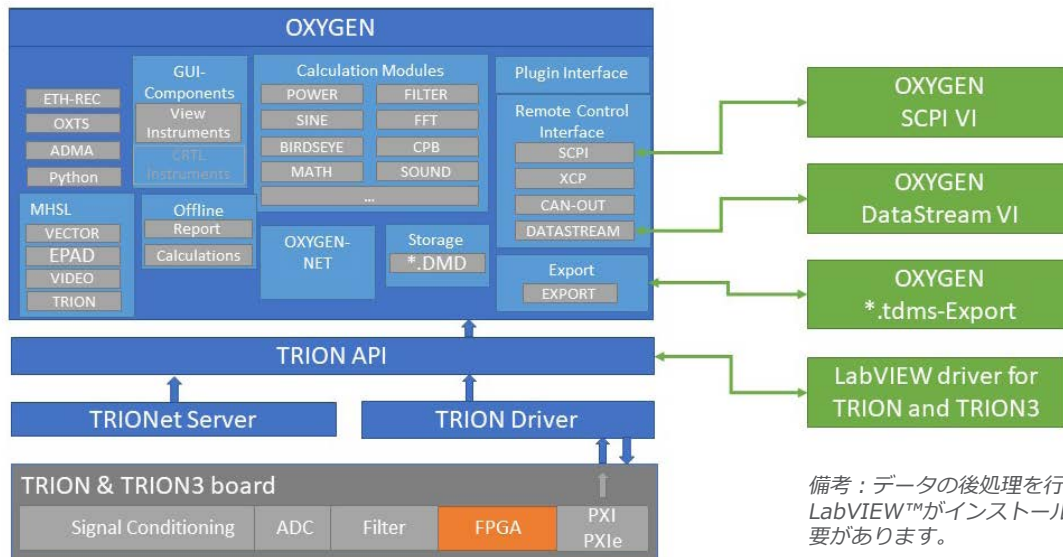 OXYGEN
ETH-REC
OXTS
ADMA
Python
GUI-
Components
View
Instruments
CRTL
Instruments
Calculation Modules
POWER
FILTER
SINE
FFT
BIRDSEYE
CPB
MATH
SOUND
...
Plugin Interface
Remote Control
Interface
SCPI
XCP
CAN-OUT
DATASTREAM
MHSL
VECTOR
EPAD
VIDEO
TRION
Offline
Report
Calculations
OXYGEN-
NET
Storage
*.DMD
Export
EXPORT
TRION API
TRIONet Server
TRION Driver
TRION & TRION3 board
Signal Conditioning
ADC
Filter
FPGA
PXI
PXIe
OXYGEN
SCPI VI
OXYGEN
DataStream VI
OXYGEN
*.tdms-Export
LabVIEW driver for
TRION and TRION3
備考：データの後処理を行
LabVIEW™がインストール
要があります。